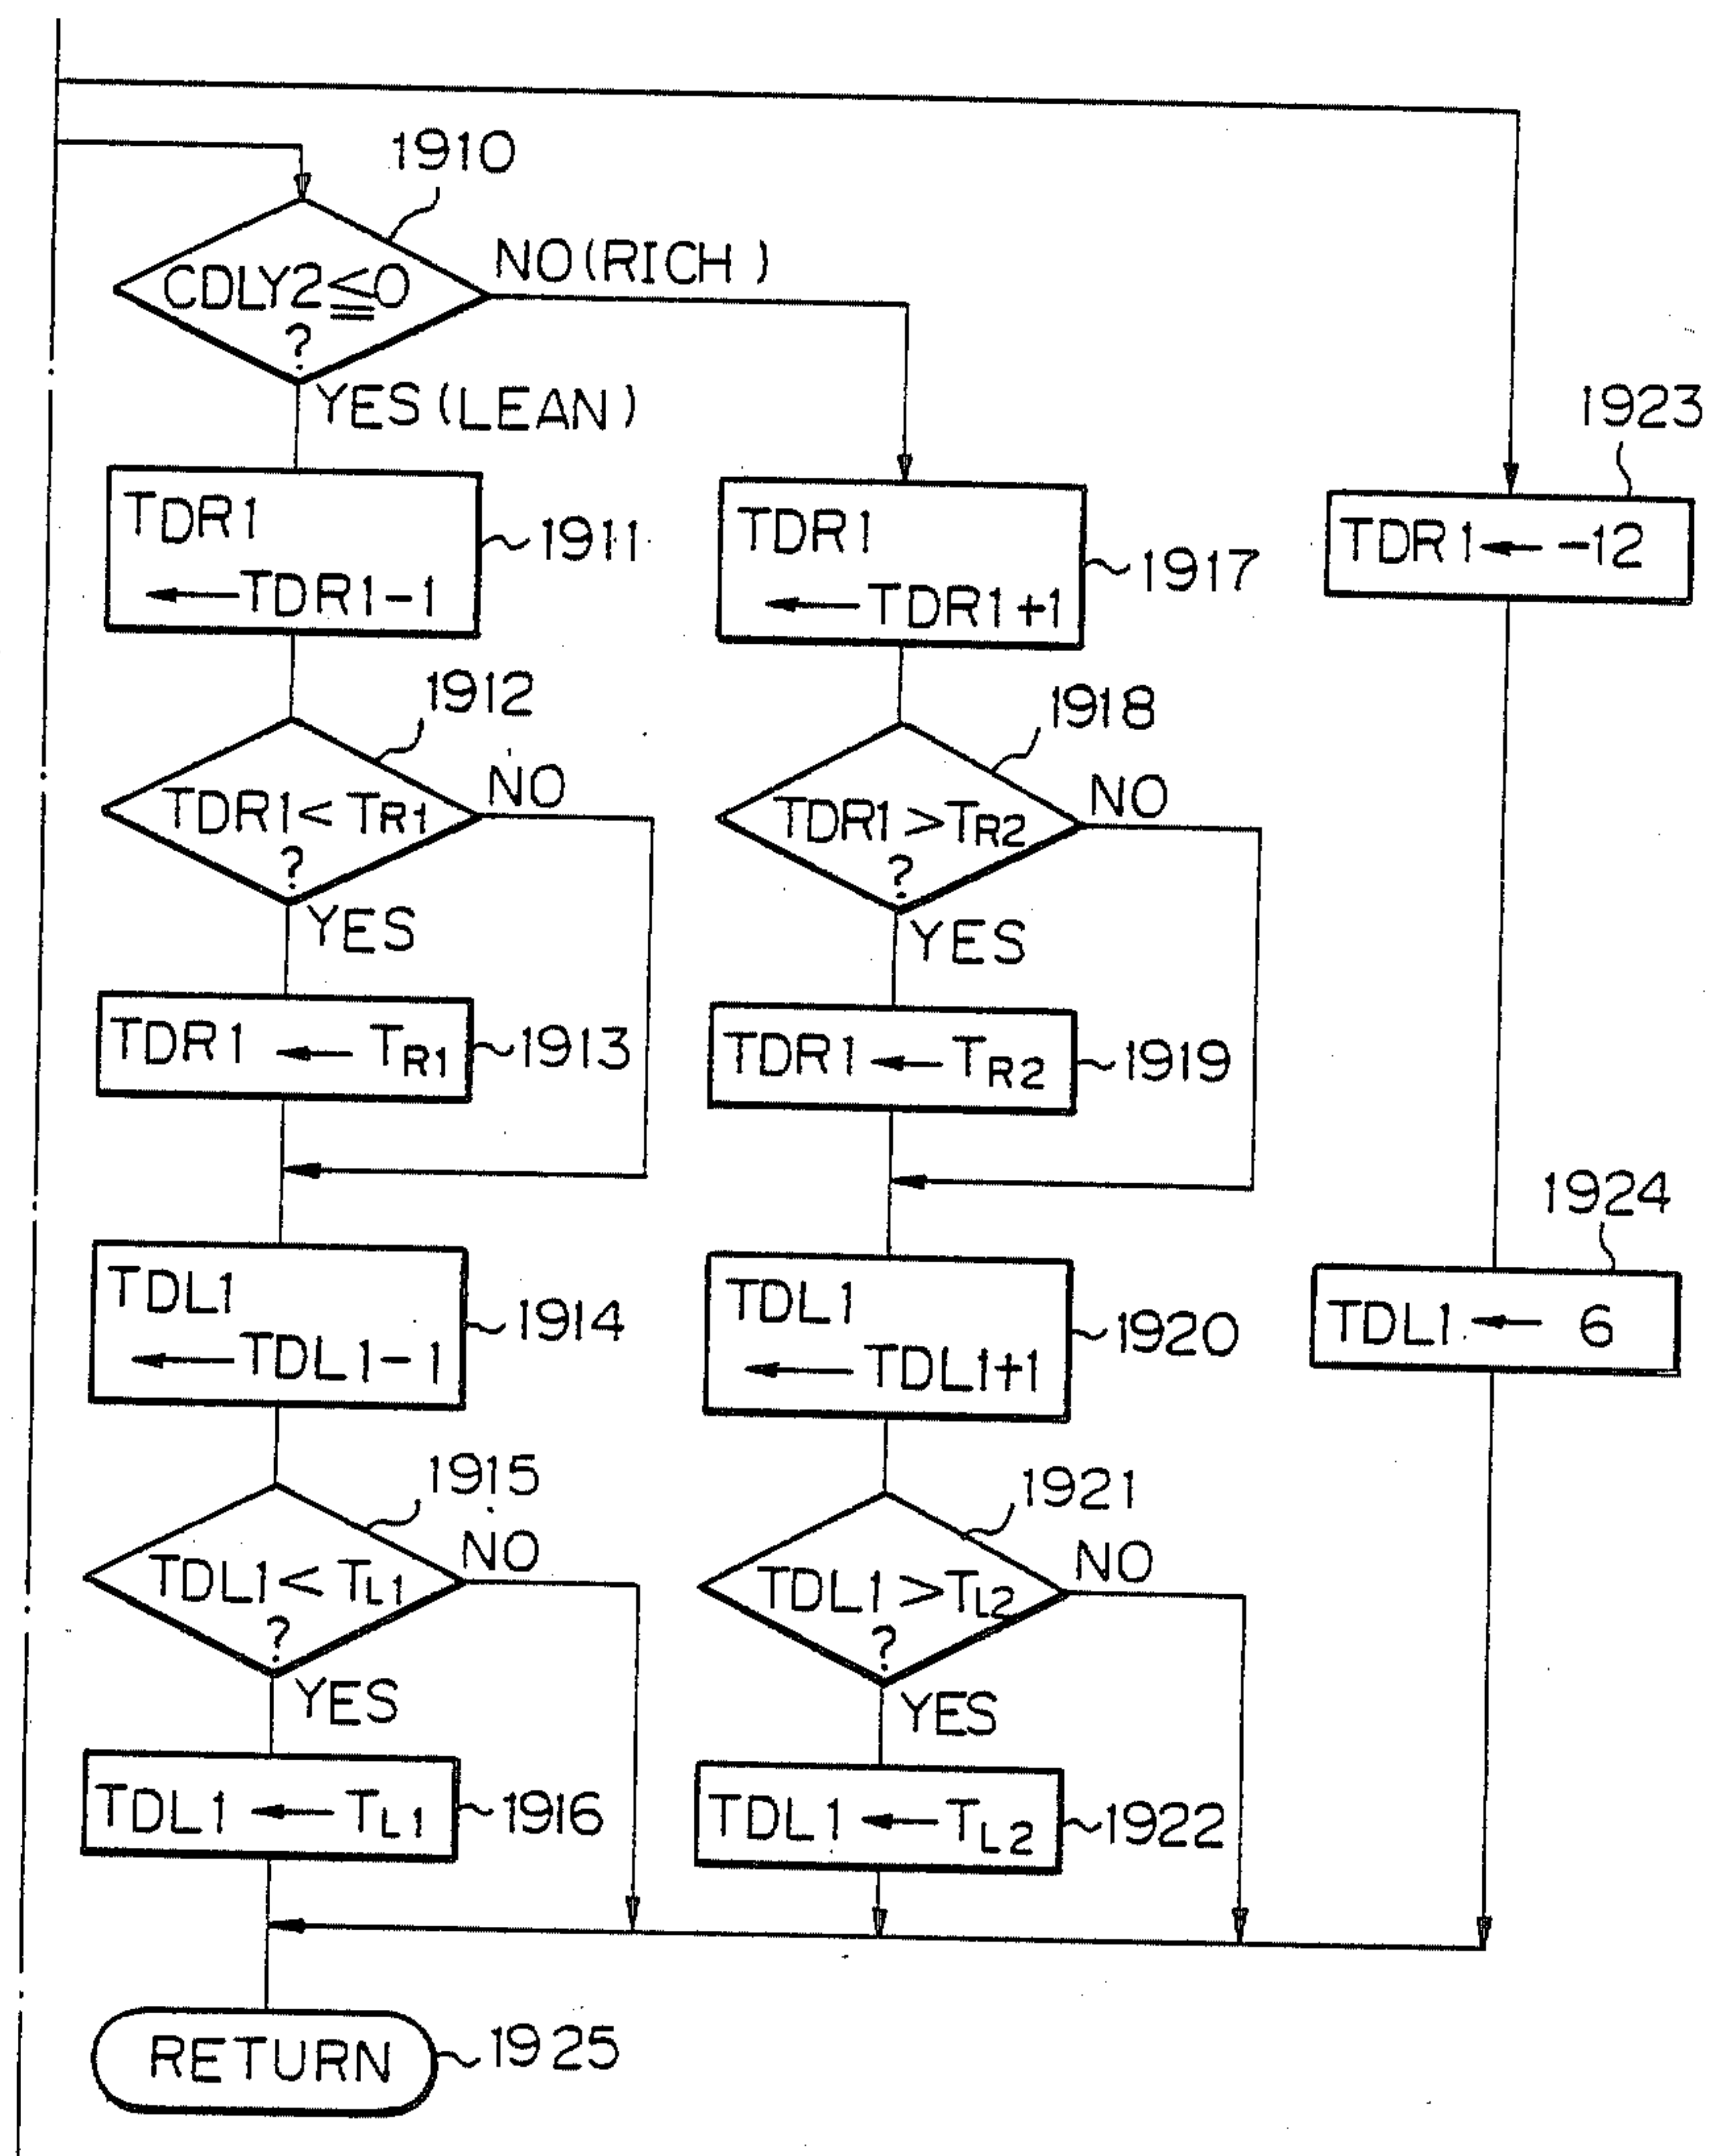 1910
CDLY2≦0
?
NO(RICH)
YES(LEAN)
TDR1
←TDR1-1
1911
1912
TDR1<TR1
?
NO
YES
TDR1 ← TR1
1913
TDL1
←TDL1-1
1914
1915
TDL1<TL1
?
NO
YES
TDL1 ← TL1
1916
RETURN
1925
TDR1
← TDR1+1
1917
1918
TDR1>TR2
?
NO
YES
TDR1 ← TR2
1919
TDL1
← TDL1+1
1920
1921
TDL1>TL2
?
NO
YES
TDL1 ← TL2
1922
1923
TDR1 ← -12
1924
TDL1 ← 6